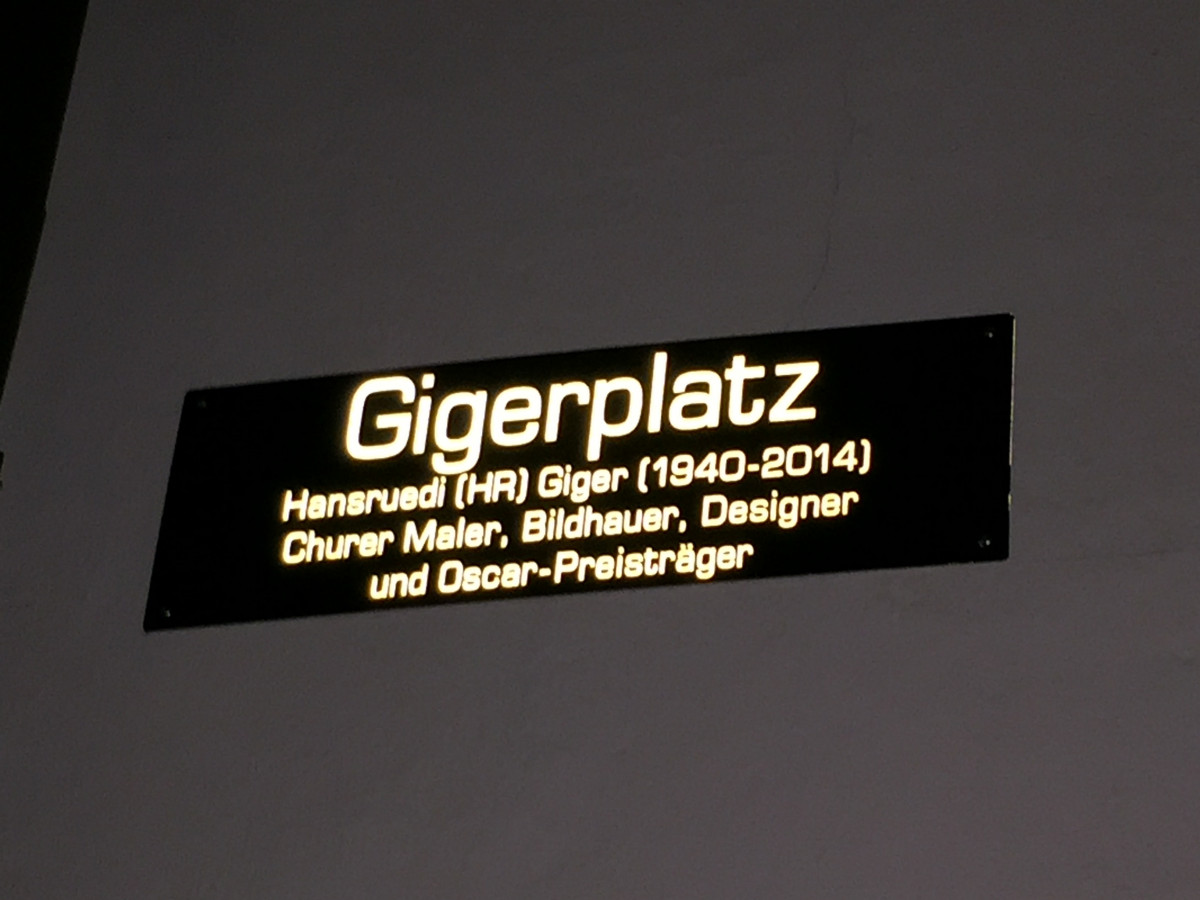 Gigerplatz
Hansruedi (HR) Giger (1940-2014)
Churer Maler, Bildhauer, Designer
und Oscar-Preisträger